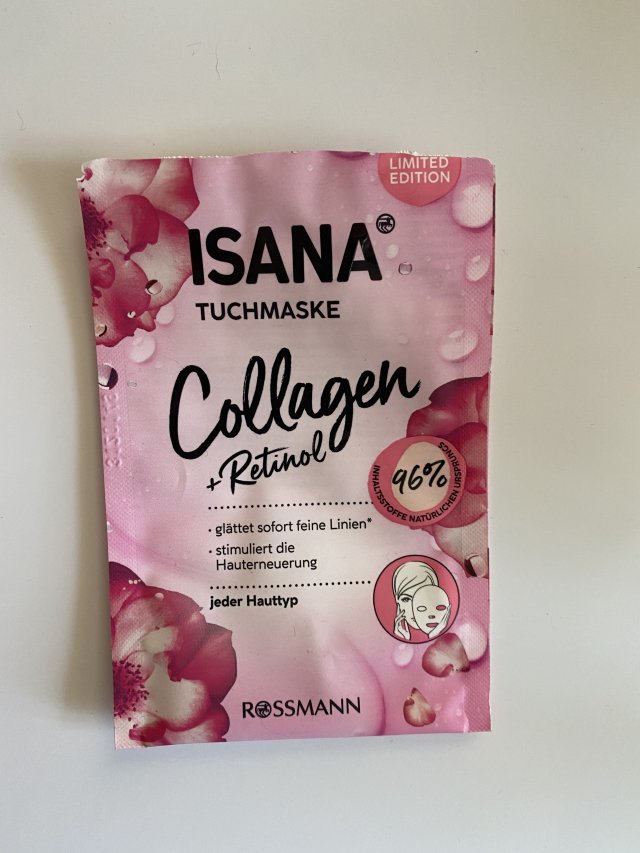 LIMITED
EDITION
ISANA
TUCHMASKE
Collagen
+ Retinol
96%
INHALTSSTOFFE NATÜRLICHEN URSPRUNGS
· glättet sofort feine Linien*
· stimuliert die
Hauterneuerung
jeder Hauttyp
ROSSMANN